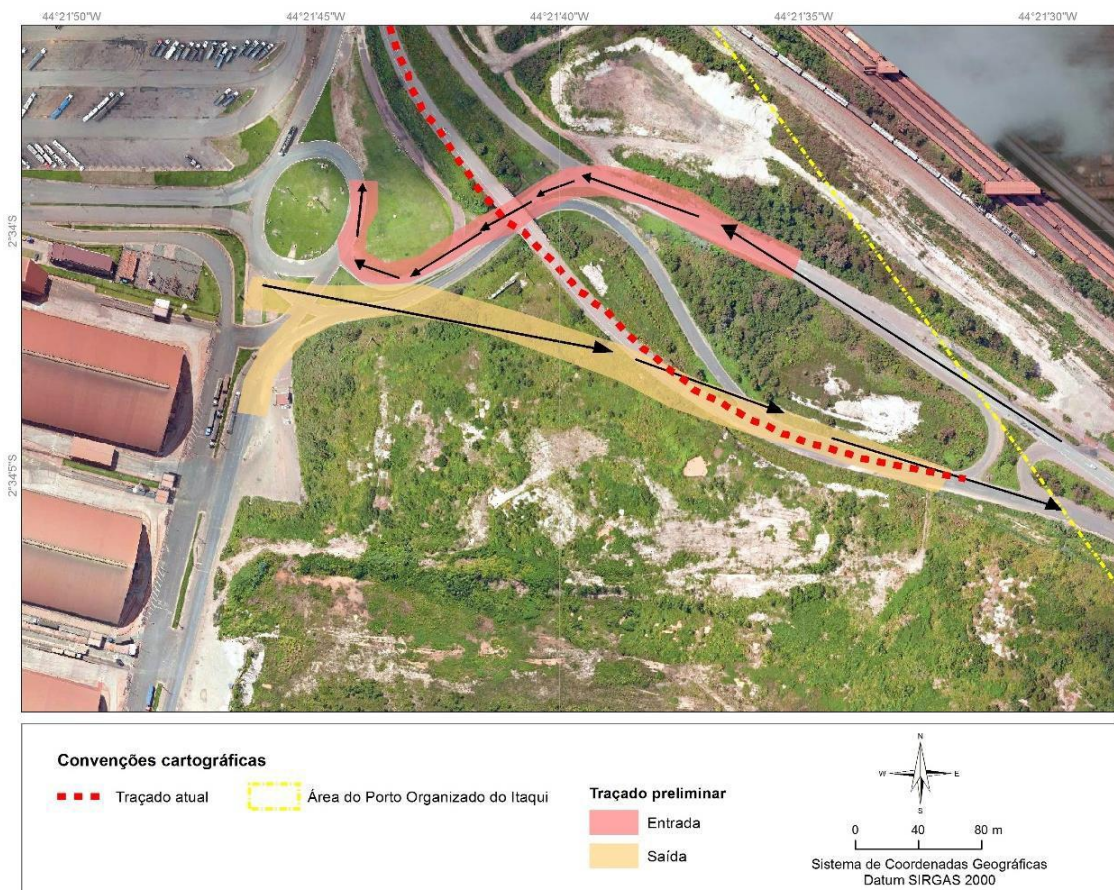 44°21'50"W
44°21'45"W
44°21'40"W
44°21'35"W
44°21'30"W
2°34'S
2°34'5"S
Convenções cartográficas
Traçado atual
Área do Porto Organizado do Itaqui
Traçado preliminar
Entrada
Saída
N
W
E
S
0 40 80 m
Sistema de Coordenadas Geográficas
Datum SIRGAS 2000